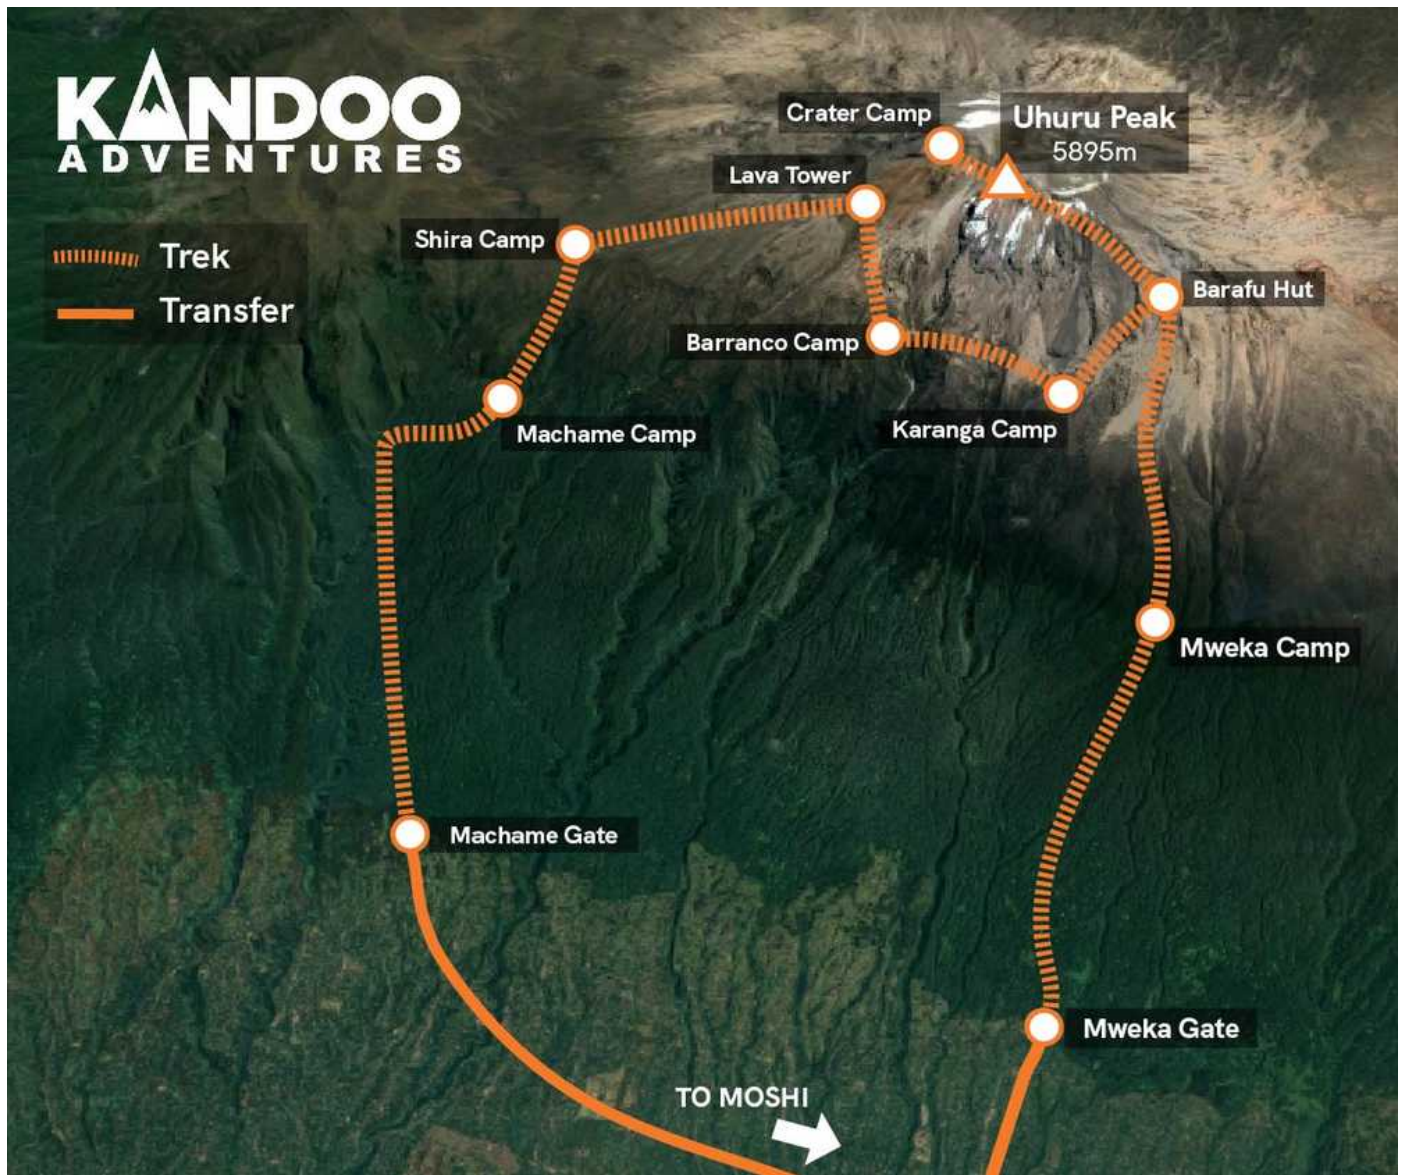 KANDOO
ADVENTURES
Trek
Transfer
Crater Camp
Uhuru Peak
5895m
Lava Tower
Shira Camp
Barafu Hut
Barranco Camp
Machame Camp
Karanga Camp
Mweka Camp
Machame Gate
Mweka Gate
TO MOSHI